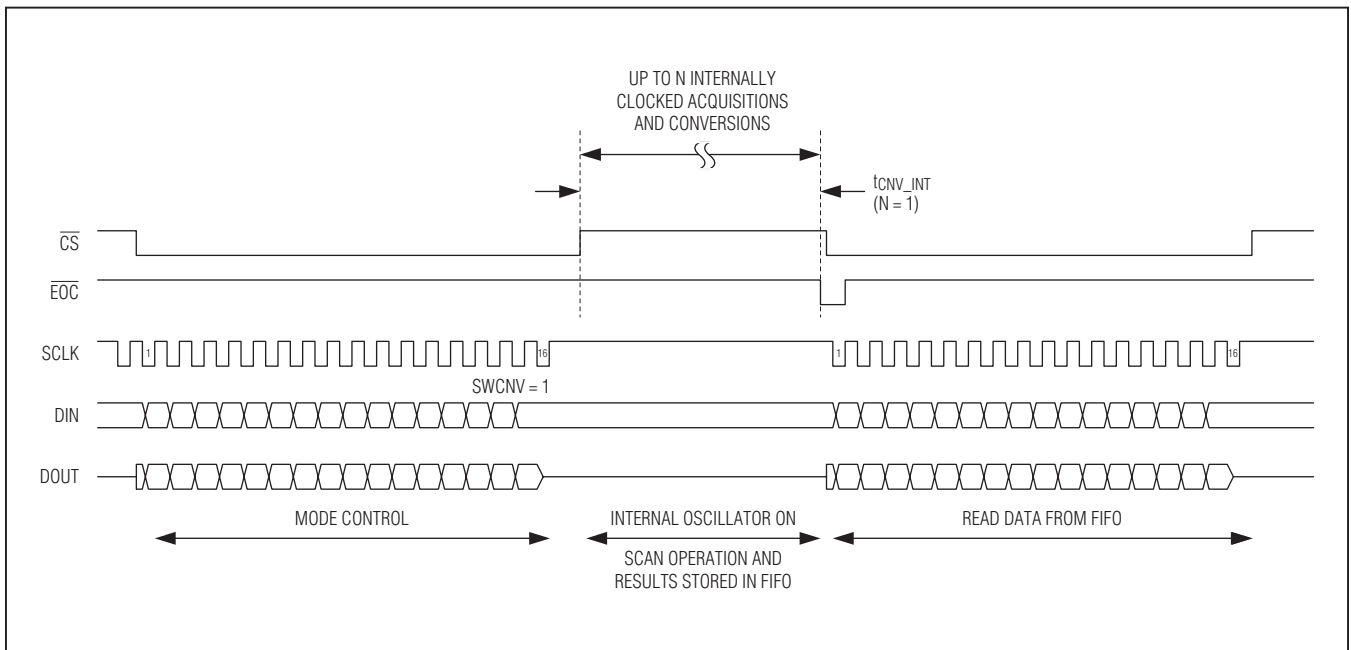 UP TO N INTERNALLY
CLOCKED ACQUISITIONS
AND CONVERSIONS
tCNV_INT
(N = 1)
CS
EOC
SCLK
1
16
1
16
SWCNV = 1
DIN
DOUT
MODE CONTROL
INTERNAL OSCILLATOR ON
READ DATA FROM FIFO
SCAN OPERATION AND
RESULTS STORED IN FIFO